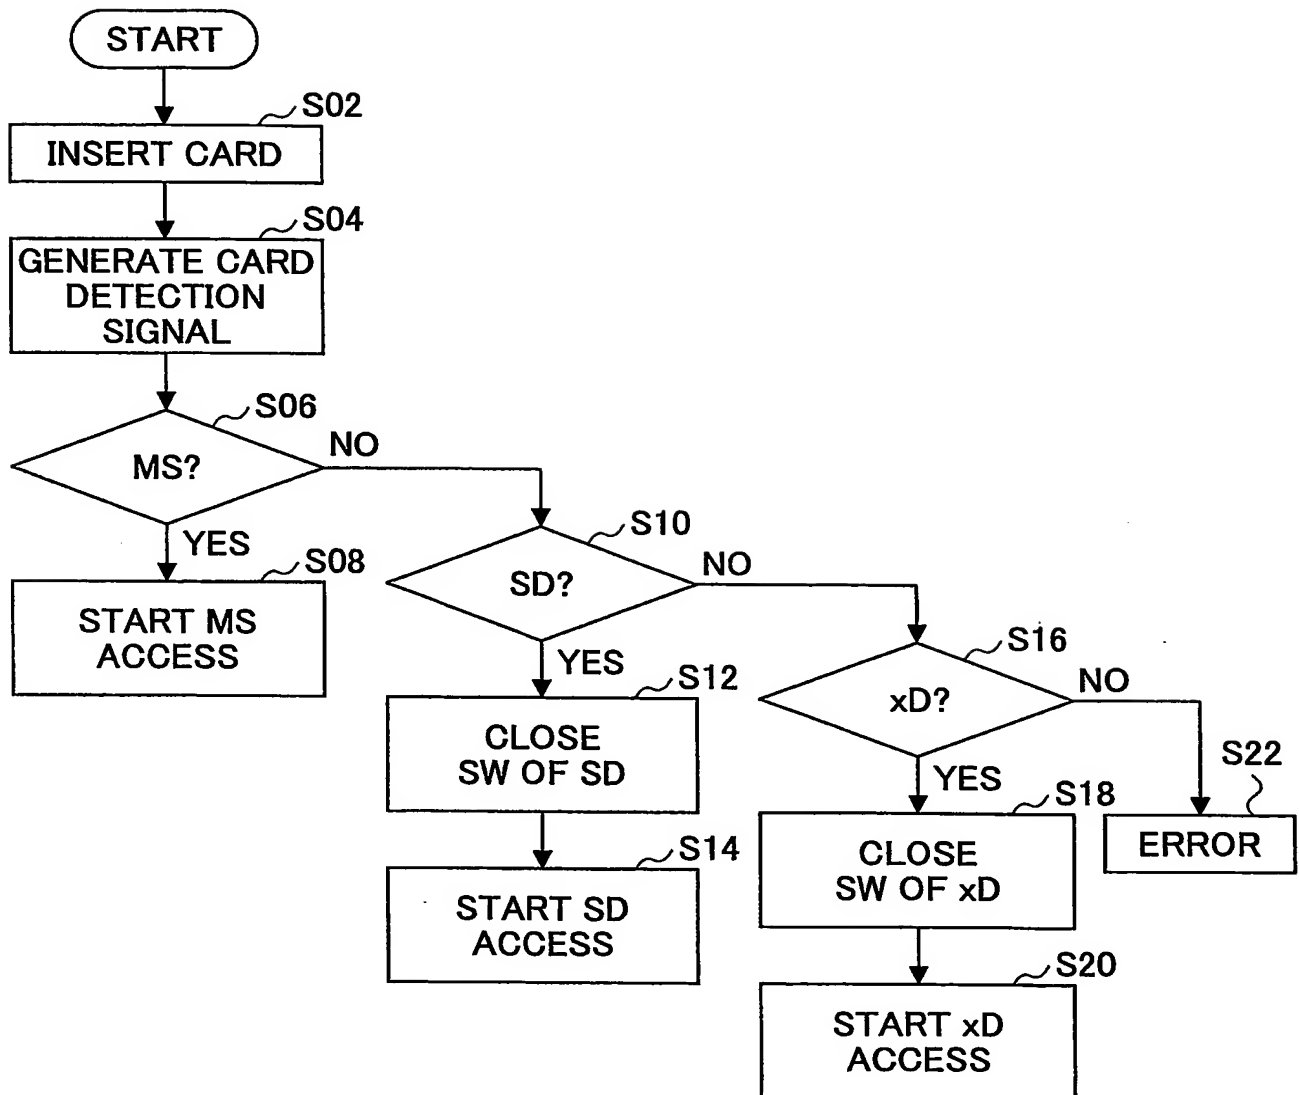 START
S02
INSERT CARD
S04
GENERATE CARD
DETECTION
SIGNAL
S06
MS?
NO
YES
S08
START MS
ACCESS
S10
SD?
NO
YES
S12
CLOSE
SW OF SD
S14
START SD
ACCESS
S16
xD?
NO
YES
S18
CLOSE
SW OF xD
S20
START xD
ACCESS
S22
ERROR